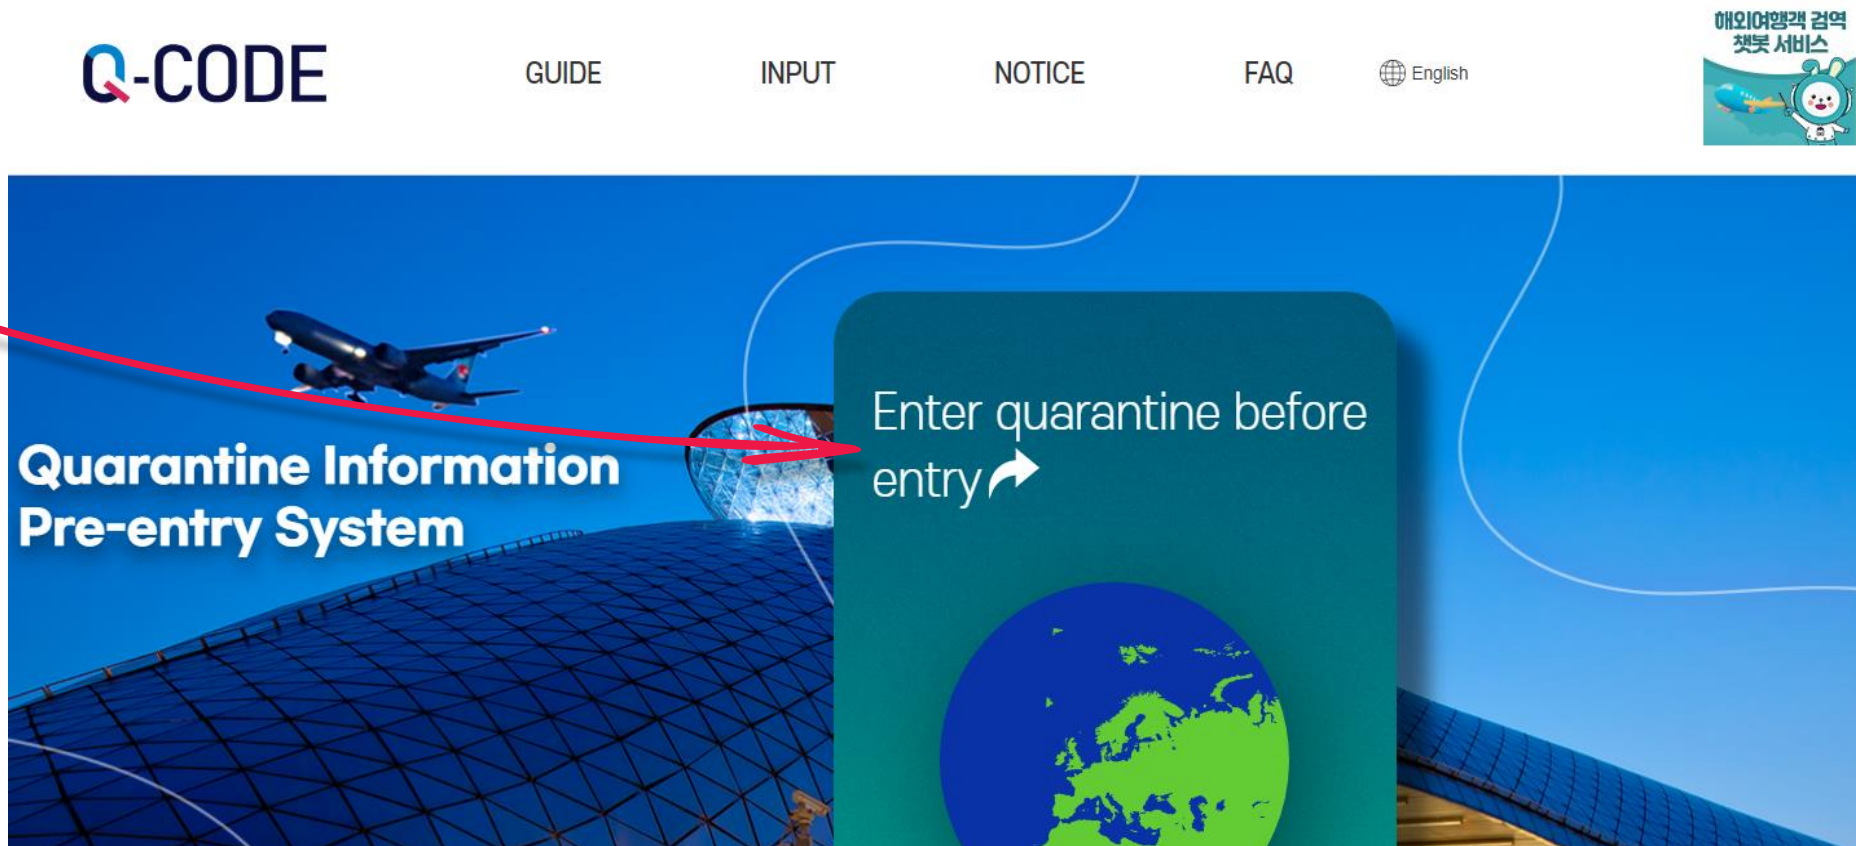 Q-CODE
GUIDE
INPUT
NOTICE
FAQ
English
해외여행객 검역
챗봇 서비스
Quarantine Information
Pre-entry System
Enter quarantine before
entry